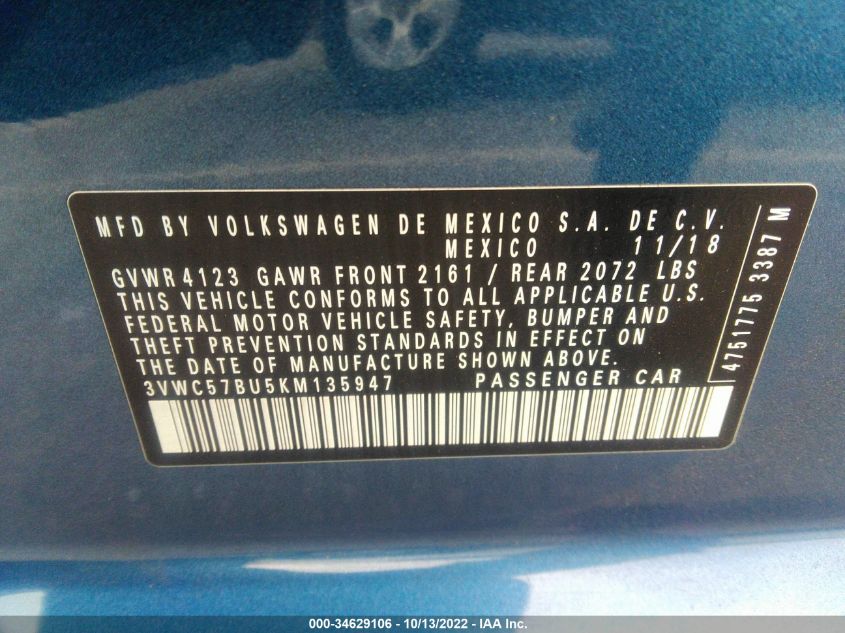 MFD BY VOLKSWAGEN DE MEXICO S.A. DE C.V.
MEXICO 11/18
GVWR 4123 GAWR FRONT 2161 / REAR 2072 LBS
THIS VEHICLE CONFORMS TO ALL APPLICABLE U.S.
FEDERAL MOTOR VEHICLE SAFETY, BUMPER AND
THEFT PREVENTION STANDARDS IN EFFECT ON
THE DATE OF MANUFACTURE SHOWN ABOVE.
3VWC57BU5KM135947 PASSENGER CAR
4751775 3387 M
000-34629106 - 10/13/2022 - IAA Inc.